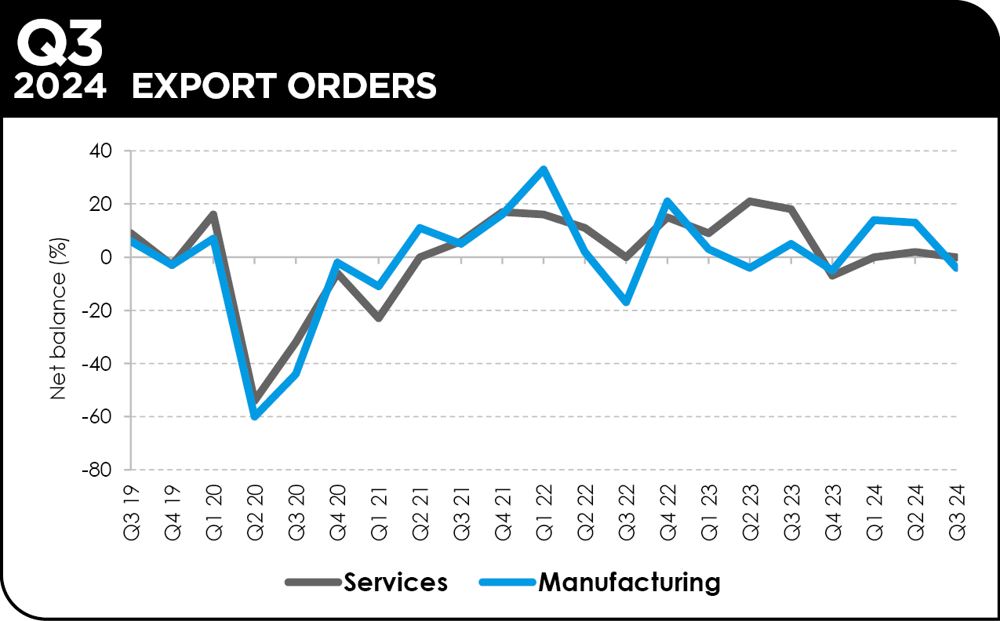 Q3
2024 EXPORT ORDERS
40
20
0
-20
-40
-60
-80
Net balance (%)
Q3 19
Q4 19
Q1 20
Q2 20
Q3 20
Q4 20
Q1 21
Q2 21
Q3 21
Q4 21
Q1 22
Q2 22
Q3 22
Q4 22
Q1 23
Q2 23
Q3 23
Q4 23
Q1 24
Q2 24
Q3 24
Services
Manufacturing